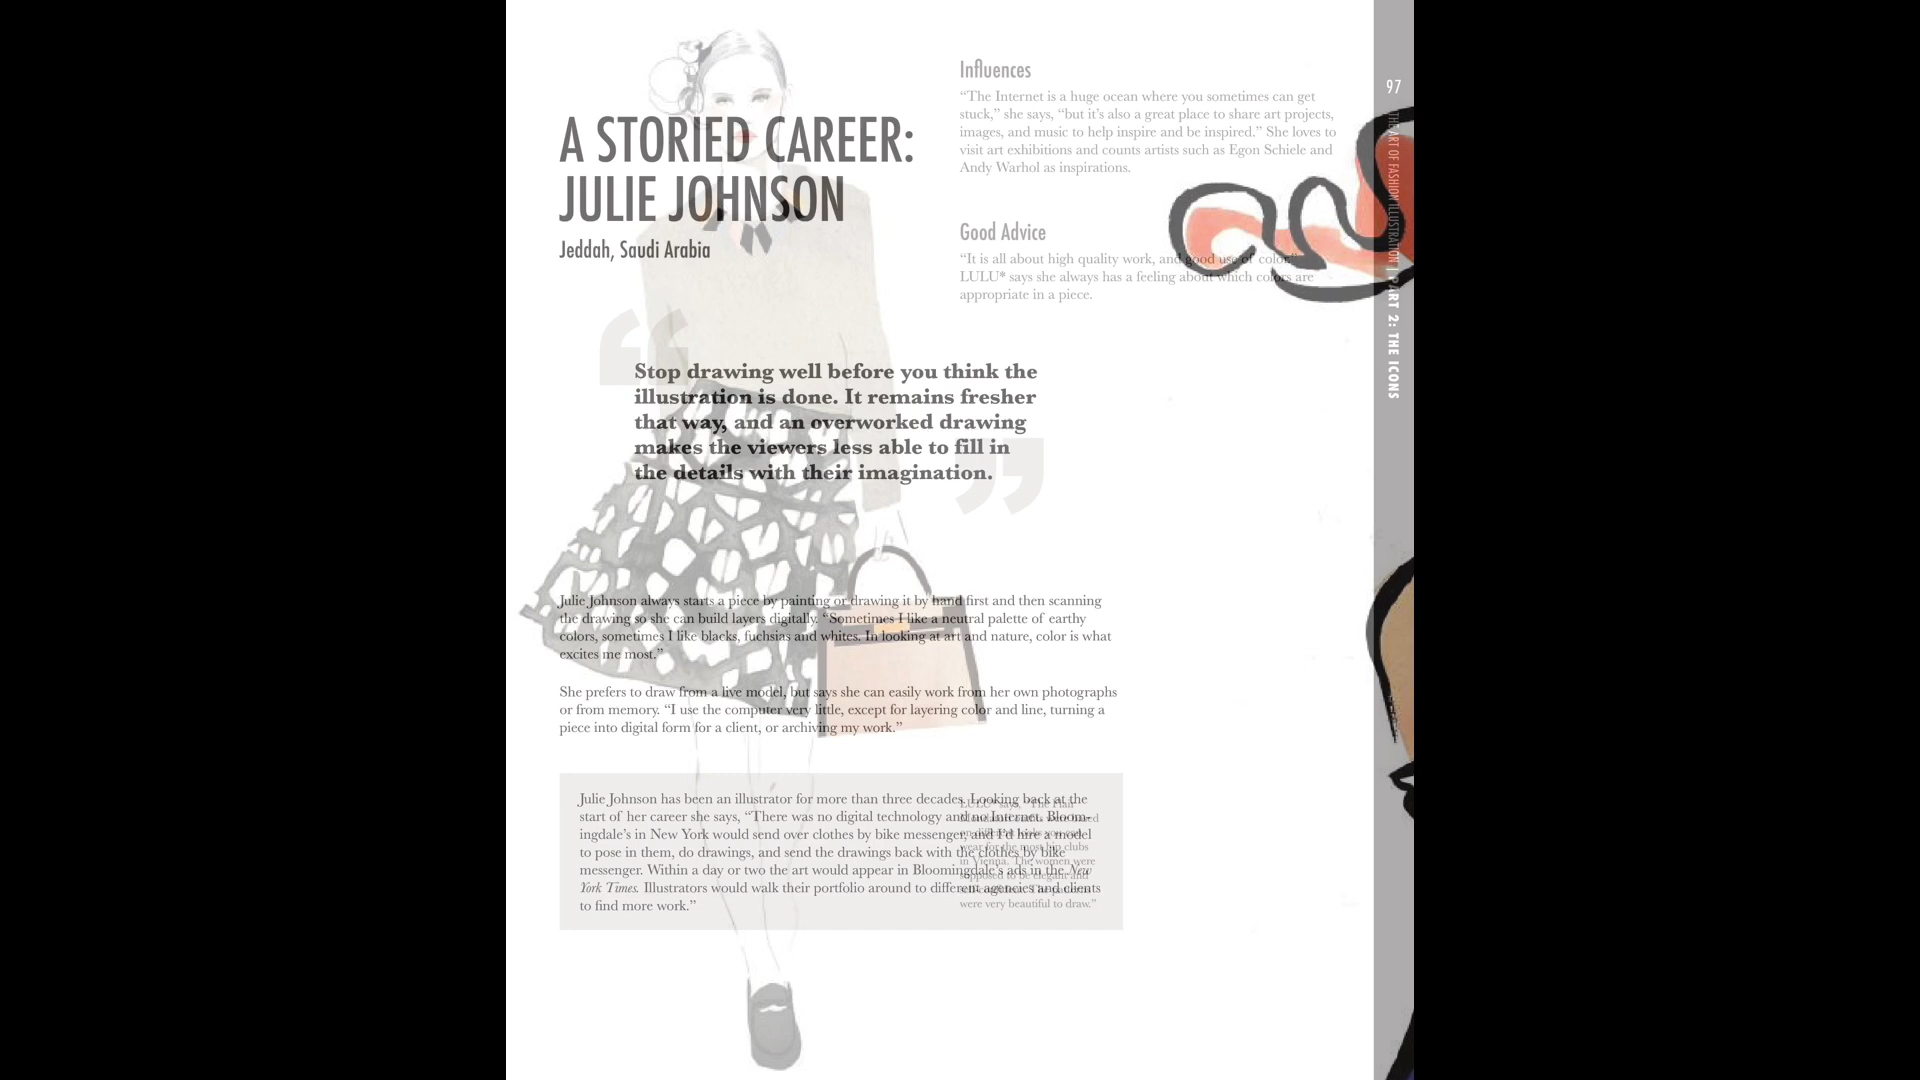 A STORIED CAREER:
JULIE JOHNSON
Jeddah, Saudi Arabia
“
Stop drawing well before you think the
illustration is done. It remains fresher
that way, and an overworked drawing
makes the viewers less able to fill in
the details with their imagination.
”
Julie Johnson always starts a piece by painting or drawing it by hand first and then scanning
the drawing so she can build layers digitally. “Sometimes I like a neutral palette of earthy
colors, sometimes I like blacks, fuchsias and whites. In looking at art and nature, color is what
excites me most.”
She prefers to draw from a live model, but says she can easily work from her own photographs
or from memory. “I use the computer very little, except for layering color and line, turning a
piece into digital form for a client, or archiving my work.”
Julie Johnson has been an illustrator for more than three decades. Looking back at the
start of her career she says, “There was no digital technology and no Internet. Bloom-
ingdale’s in New York would send over clothes by bike messenger, and I’d hire a model
to pose in them, do drawings, and send the drawings back with the clothes by bike
messenger. Within a day or two the art would appear in Bloomingdale’s ads in the New
York Times. Illustrators would walk their portfolio around to different agencies and clients
to find more work.”
Influences
“The Internet is a huge ocean where you sometimes can get
stuck,” she says, “but it’s also a great place to share art projects,
images, and music to help inspire and be inspired.” She loves to
visit art exhibitions and counts artists such as Egon Schiele and
Andy Warhol as inspirations.
Good Advice
“It is all about high quality work, and good use of color.”
LULU* says she always has a feeling about which colors are
appropriate in a piece.
LULU* says, “The
wear for the most hip clubs
in Vienna. The women were
supposed to be elegant and
were very beautiful to draw.”
97
THE ART OF FASHION ILLUSTRATION | PART 2: THE ICONS